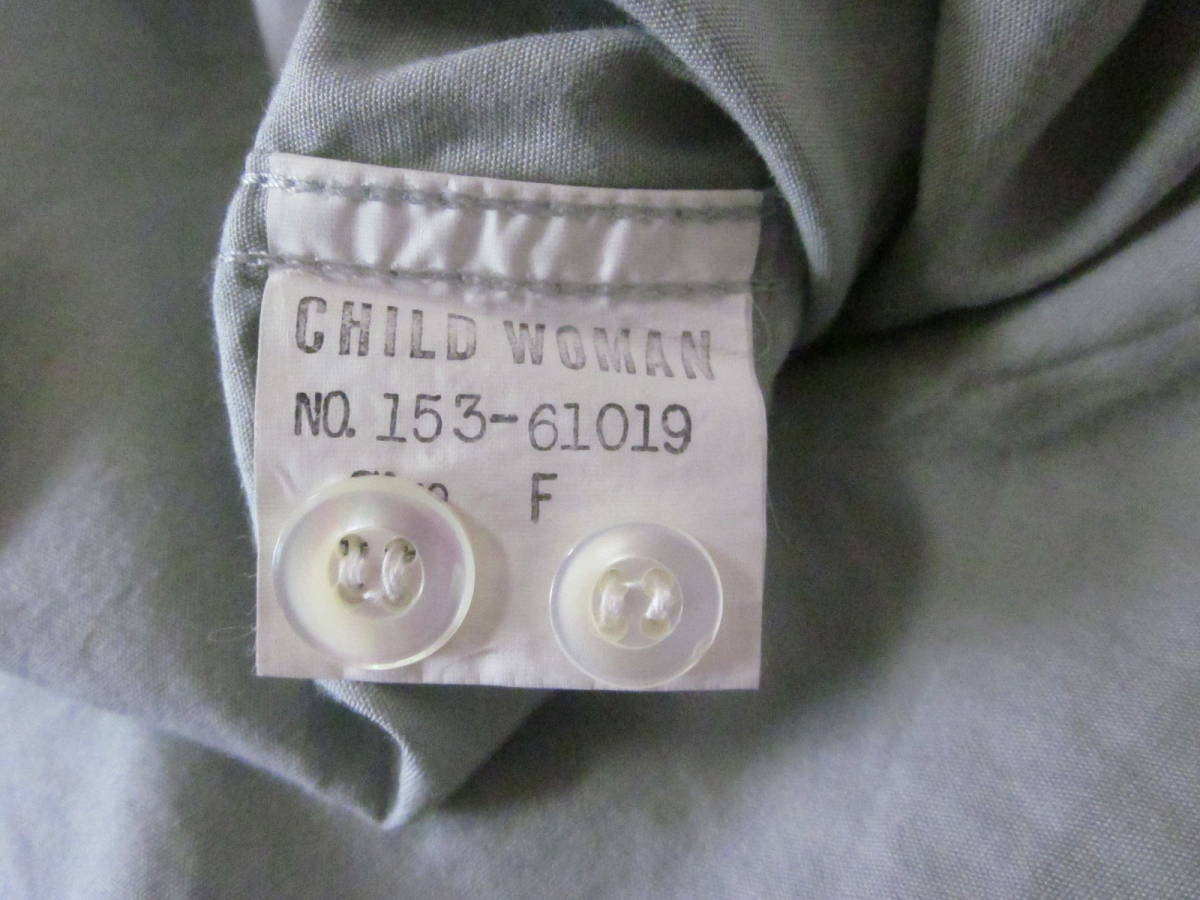 CHILD WOMAN
NO. 153-61019
F